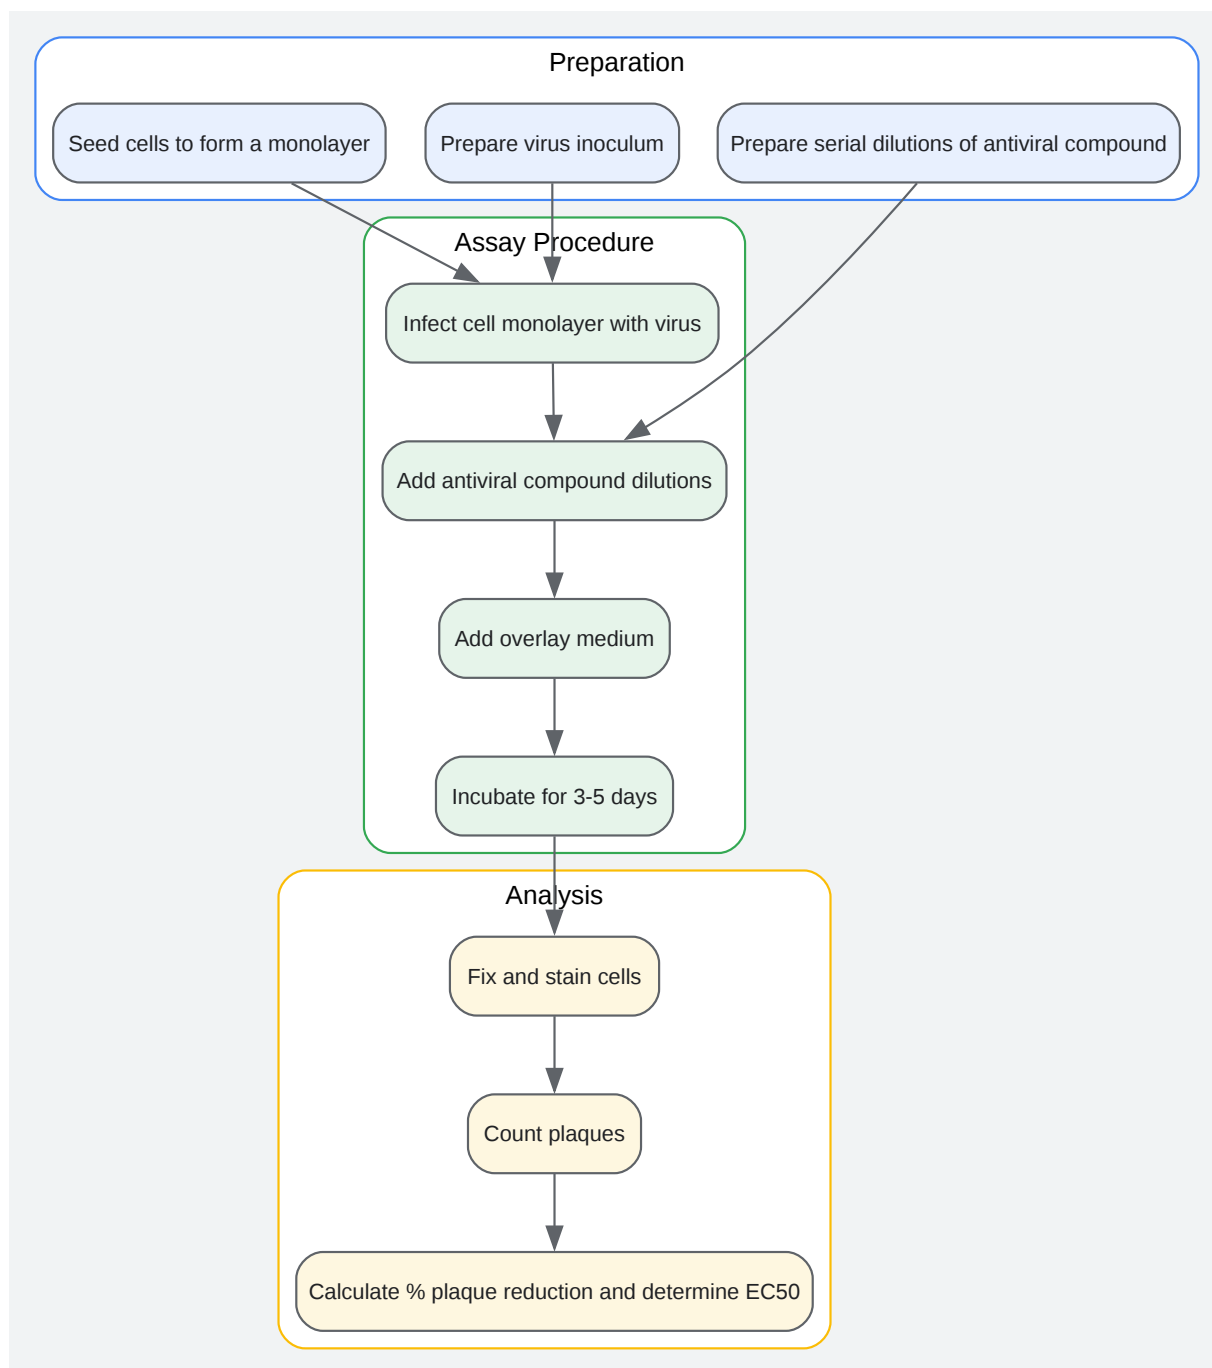 Preparation
Seed cells to form a monolayer
Prepare virus inoculum
Prepare serial dilutions of antiviral compound
Assay Procedure
Infect cell monolayer with virus
Add antiviral compound dilutions
Add overlay medium
Incubate for 3-5 days
Analysis
Fix and stain cells
Count plaques
Calculate % plaque reduction and determine EC50